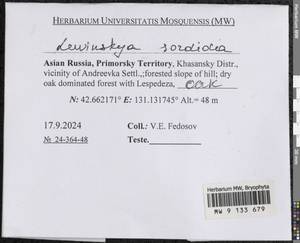 HERBARIUM UNIVERSITATIS MOSQUENSIS (MW)
Lewinskya sordida
Asian Russia, Primorsky Territory, Khasansky Distr.,
vicinity of Andreevka Settl.,;forested slope of hill; dry
oak dominated forest with Lespedeza, oak
N: 42.662171° E: 131.131745° Alt.= 48 m
17.9.2024 Coll.: V.E. Fedosov
№ 24-364-48 Teste.
Herbarium MW, Bryophyta
MW 9 133 679